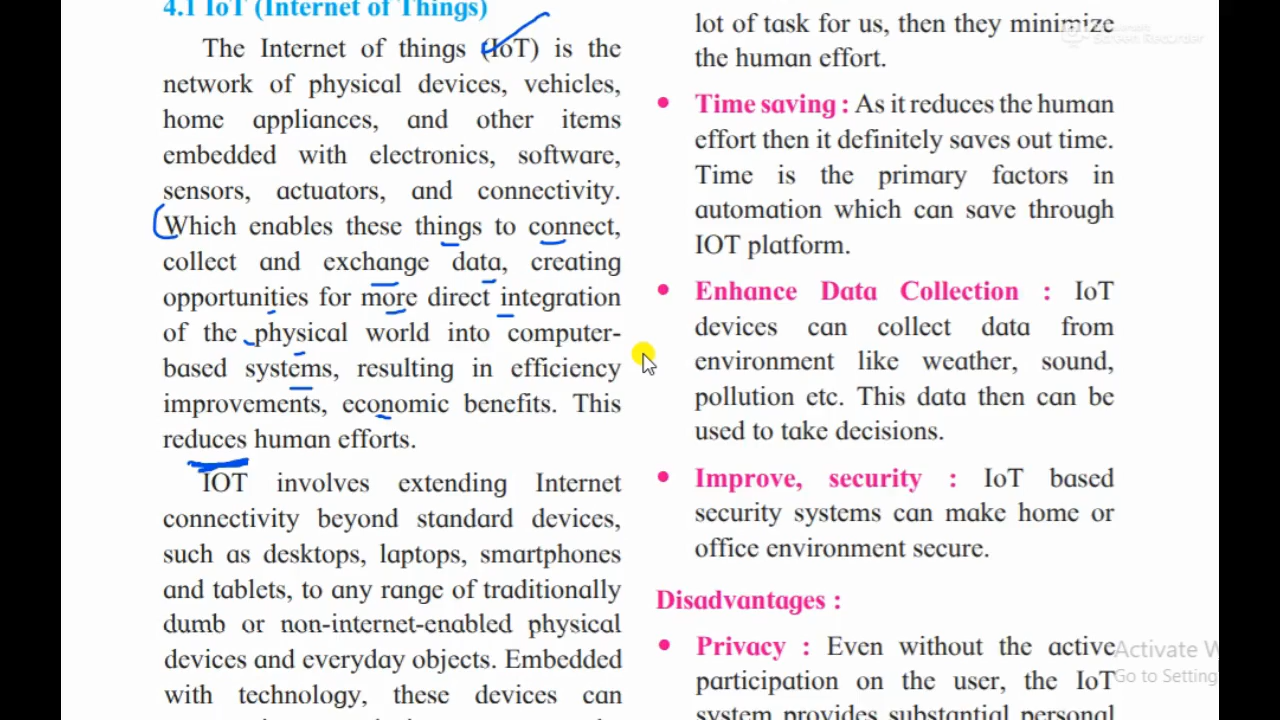 4.1 IoT (Internet of Things)
The Internet of things (IoT) is the
network of physical devices, vehicles,
home appliances, and other items
embedded with electronics, software,
sensors, actuators, and connectivity.
Which enables these things to connect,
collect and exchange data, creating
opportunities for more direct integration
of the physical world into computer-
based systems, resulting in efficiency
improvements, economic benefits. This
reduces human efforts.
IOT involves extending Internet
connectivity beyond standard devices,
such as desktops, laptops, smartphones
and tablets, to any range of traditionally
dumb or non-internet-enabled physical
devices and everyday objects. Embedded
with technology, these devices can
lot of task for us, then they minimize
the human effort.
• Time saving : As it reduces the human
effort then it definitely saves out time.
Time is the primary factors in
automation which can save through
IOT platform.
• Enhance Data Collection : IoT
devices can collect data from
environment like weather, sound,
pollution etc. This data then can be
used to take decisions.
• Improve, security : IoT based
security systems can make home or
office environment secure.
Disadvantages :
• Privacy : Even without the active
participation on the user, the IoT
system provides substantial personal
Screen Recorder
Activate W
Go to Setting